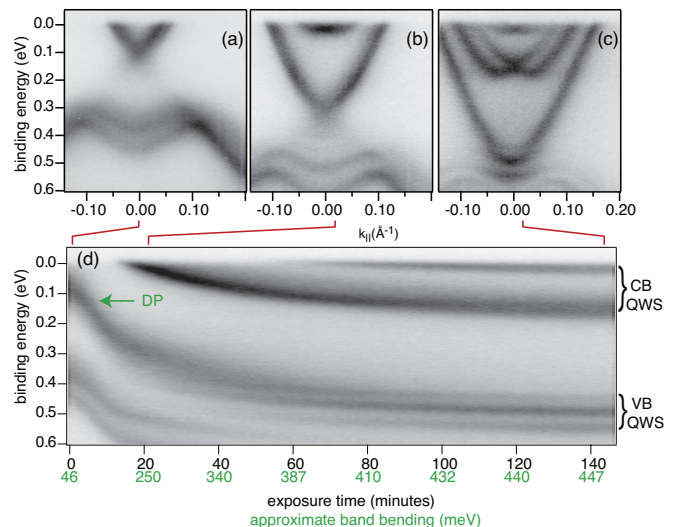 (a) (b) (c)
binding energy (eV)
0.0
0.1
0.2
0.3
0.4
0.5
0.6
-0.10 0.00 0.10 -0.10 0.00 0.10 -0.10 0.00 0.10 0.20
k||(Å-1)
(d)
binding energy (eV)
0.0
0.1
0.2
0.3
0.4
0.5
0.6
DP
CB
QWS
VB
QWS
0 20 40 60 80 100 120 140
46 250 340 387 410 432 440 447
exposure time (minutes)
approximate band bending (meV)